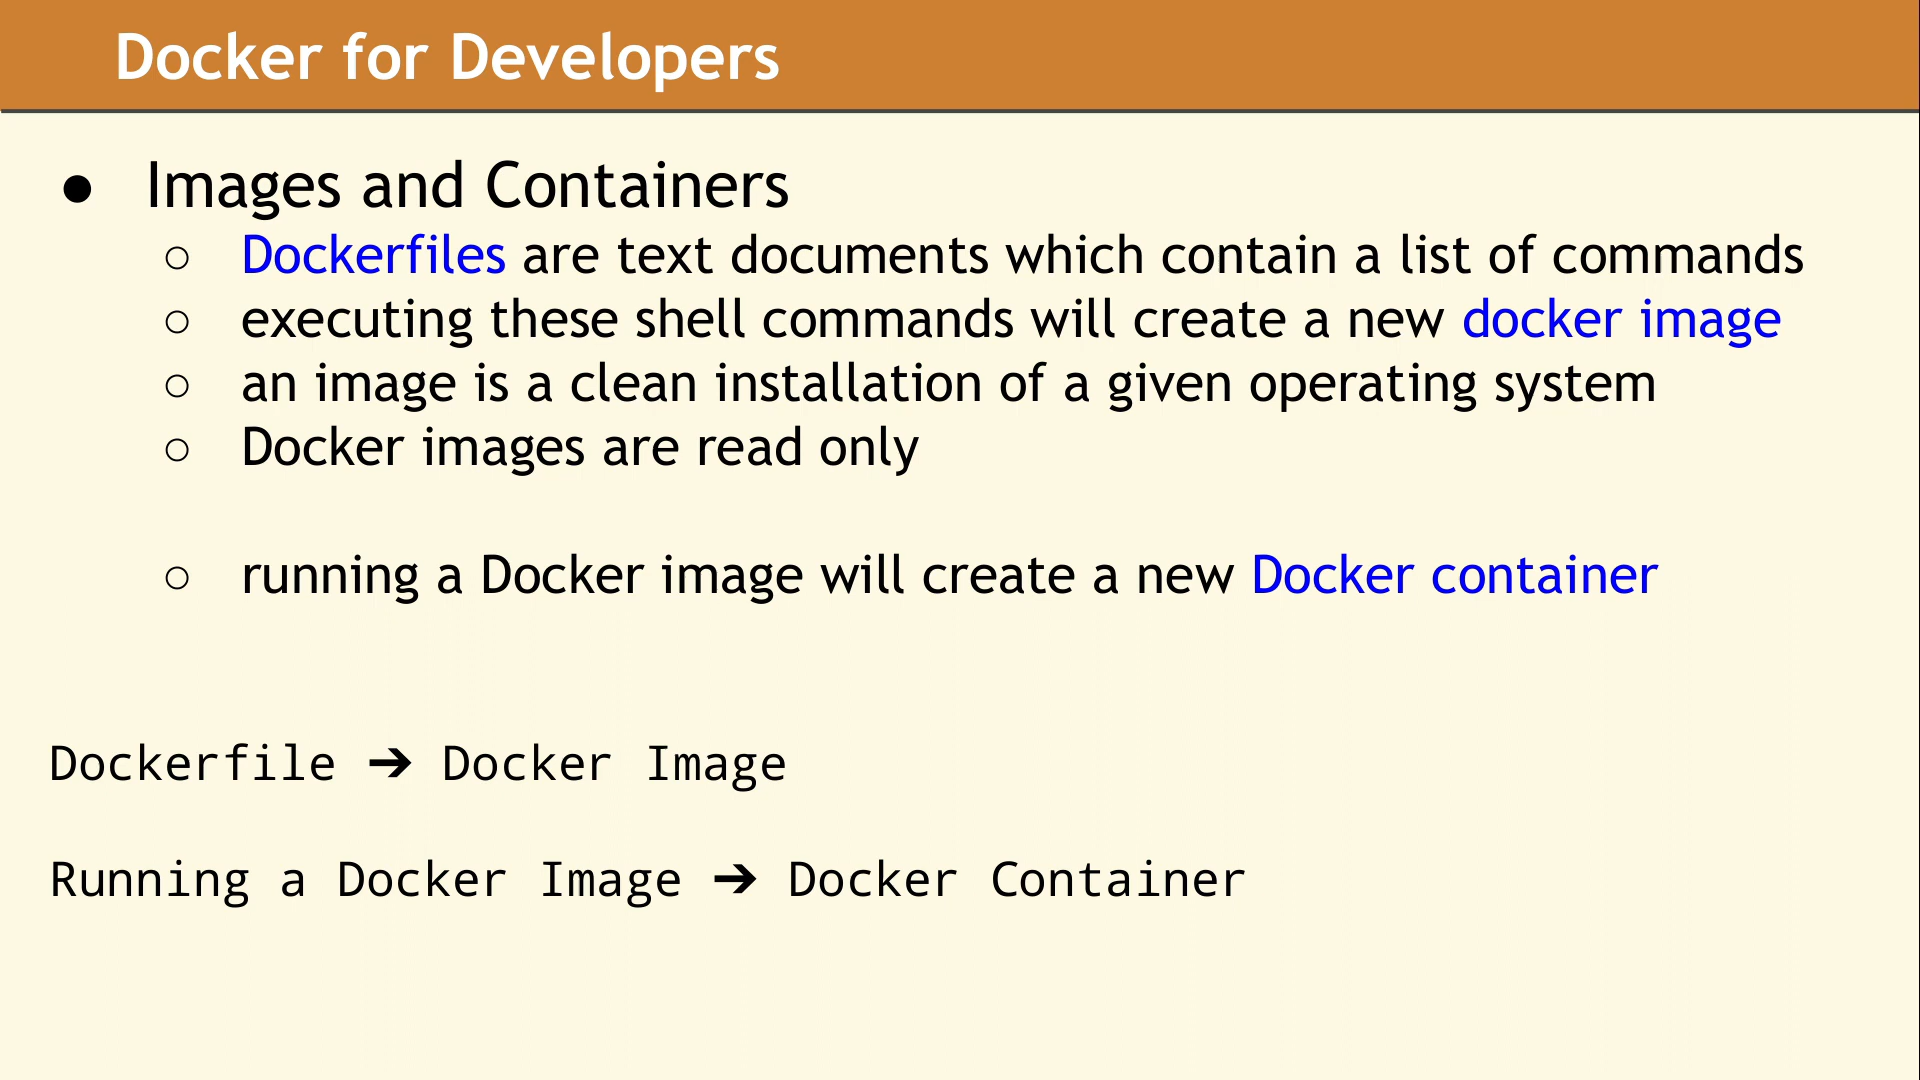 Docker for Developers
● Images and Containers
○ Dockerfiles are text documents which contain a list of commands
○ executing these shell commands will create a new docker image
○ an image is a clean installation of a given operating system
○ Docker images are read only
○ running a Docker image will create a new Docker container
Dockerfile ➔ Docker Image
Running a Docker Image ➔ Docker Container